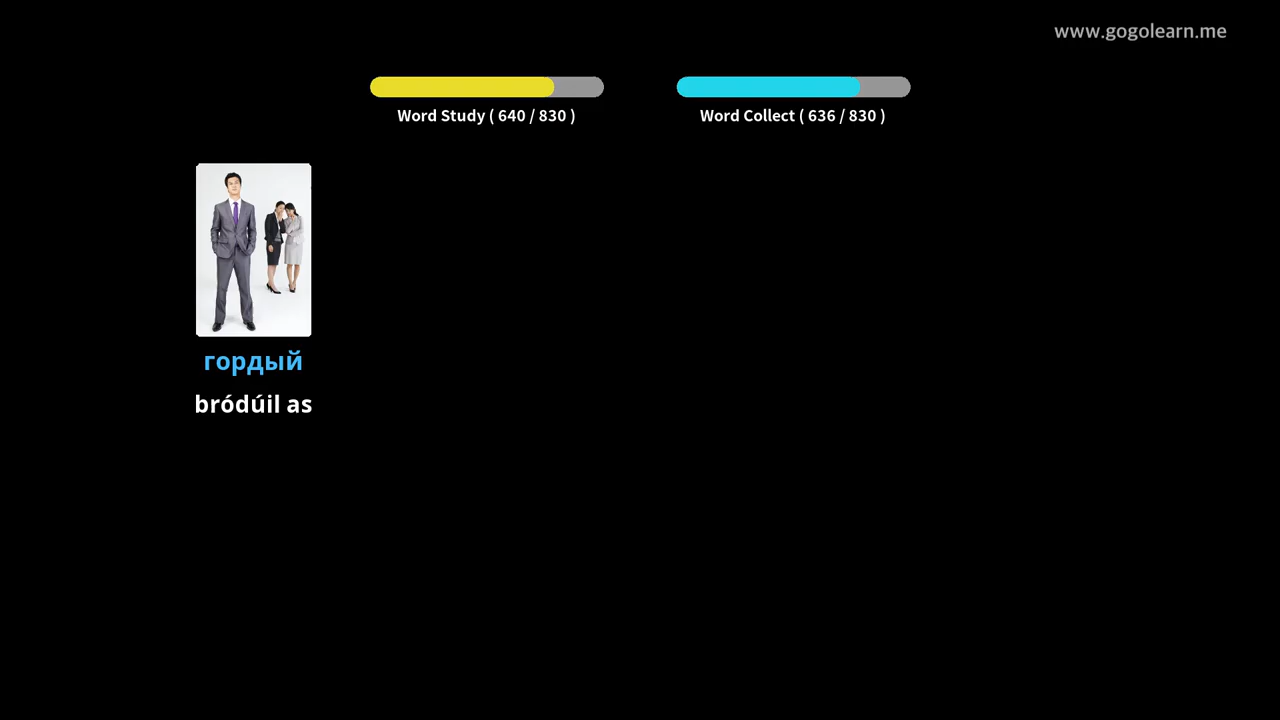 www.gogolearn.me
Word Study ( 640 / 830 )
Word Collect ( 636 / 830 )
гордый
bródúil as